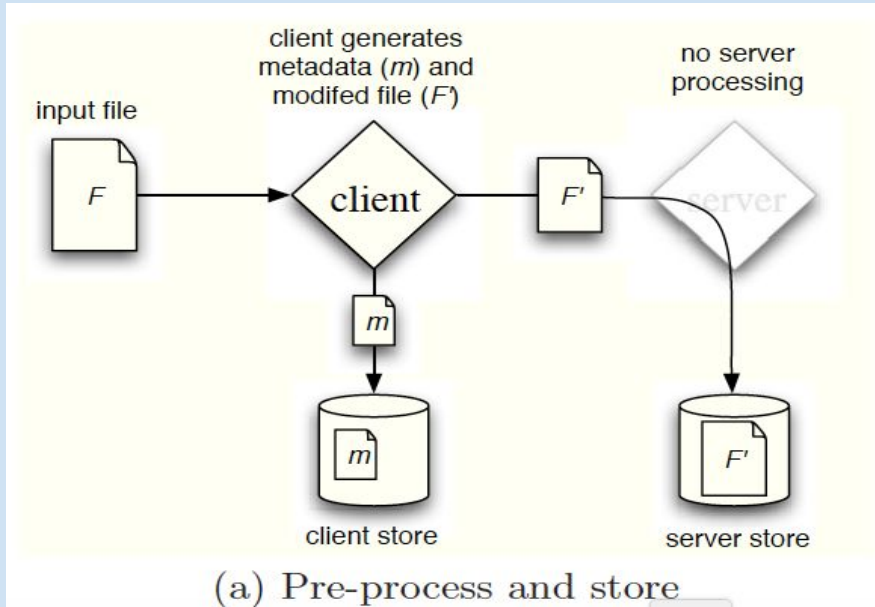 client generates
metadata (m) and
modifed file (F')
no server
processing
input file
F
client
F'
server
m
m
F'
client store
server store
(a) Pre-process and store